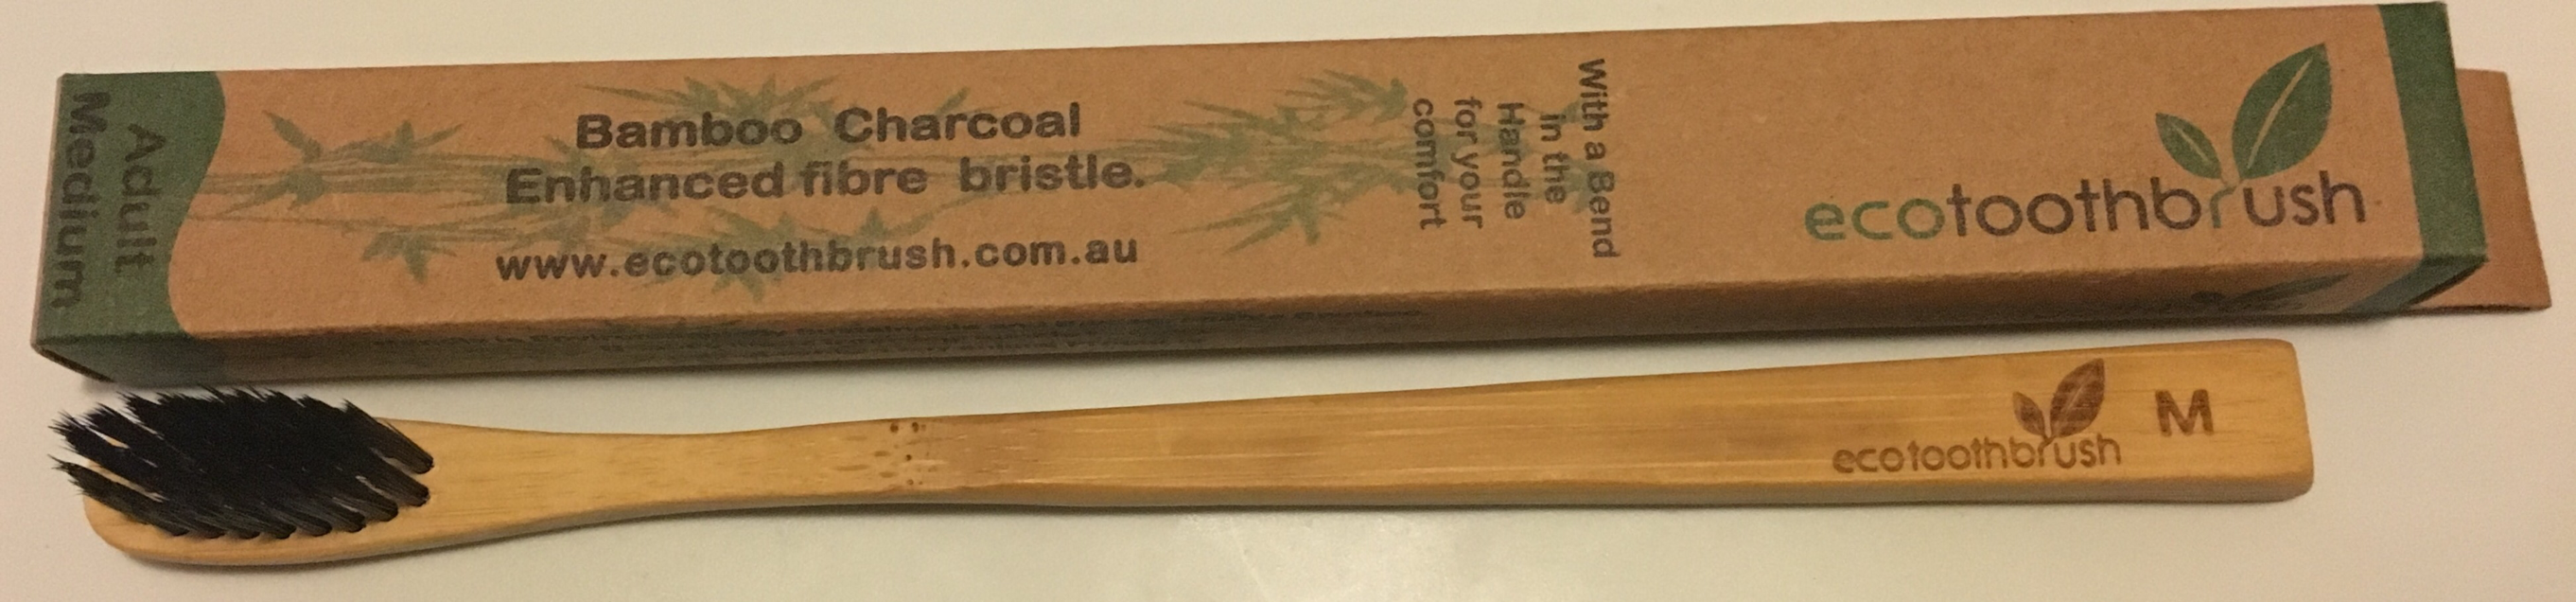 Adult
Medium
Bamboo Charcoal
Enhanced fibre bristle.
www.ecotoothbrush.com.au
With a Bend
in the
Handle
for your
comfort
ecotoothbrush
ecotoothbrush
M